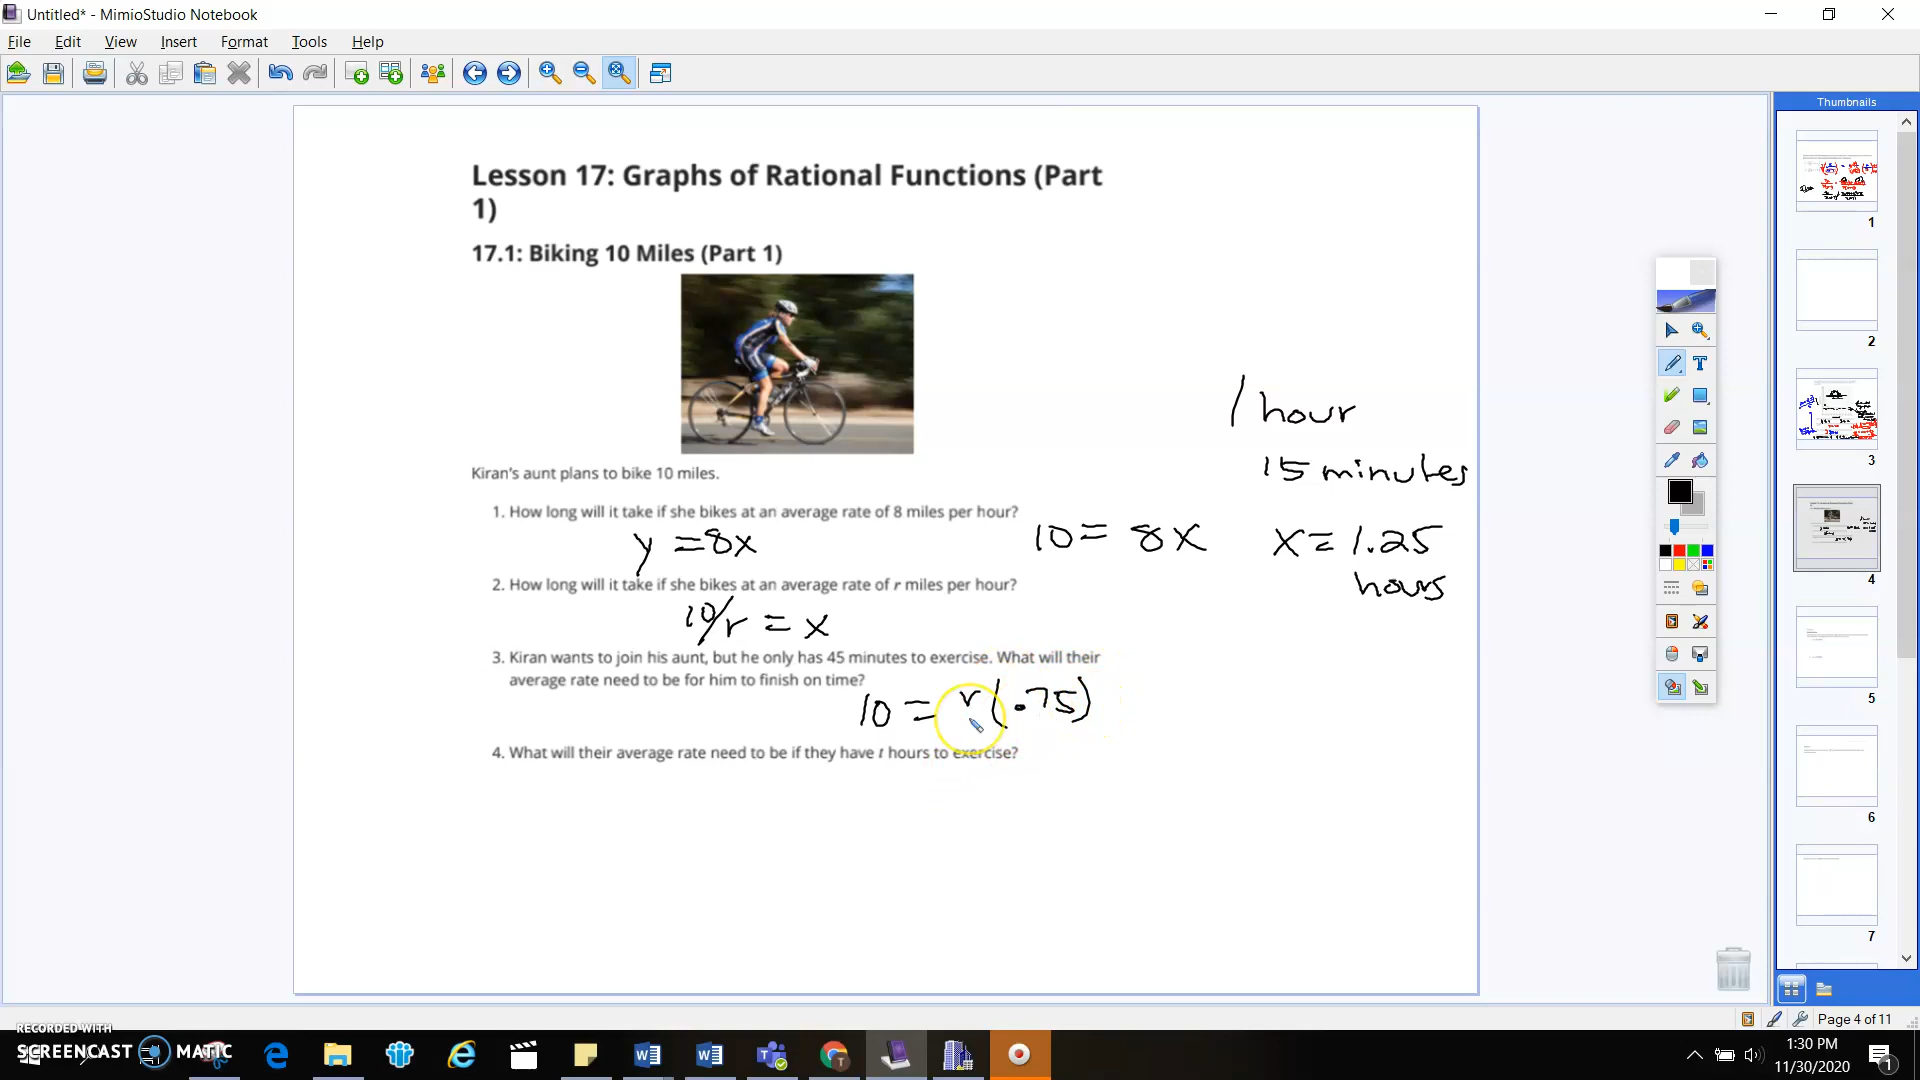 Untitled* - MimioStudio Notebook
File Edit View Insert Format Tools Help
Thumbnails
Lesson 17: Graphs of Rational Functions (Part
1)
17.1: Biking 10 Miles (Part 1)
1 hour
15 minutes
Kiran's aunt plans to bike 10 miles.
1. How long will it take if she bikes at an average rate of 8 miles per hour?
y = 8x
10 = 8x
x = 1.25
hours
2. How long will it take if she bikes at an average rate of r miles per hour?
10/r = x
3. Kiran wants to join his aunt, but he only has 45 minutes to exercise. What will their
average rate need to be for him to finish on time?
10 = r(.75)
4. What will their average rate need to be if they have t hours to exercise?
1
2
3
4
5
6
7
Page 4 of 11
RECORDED WITH
SCREENCAST MATIC
1:30 PM
11/30/2020
1